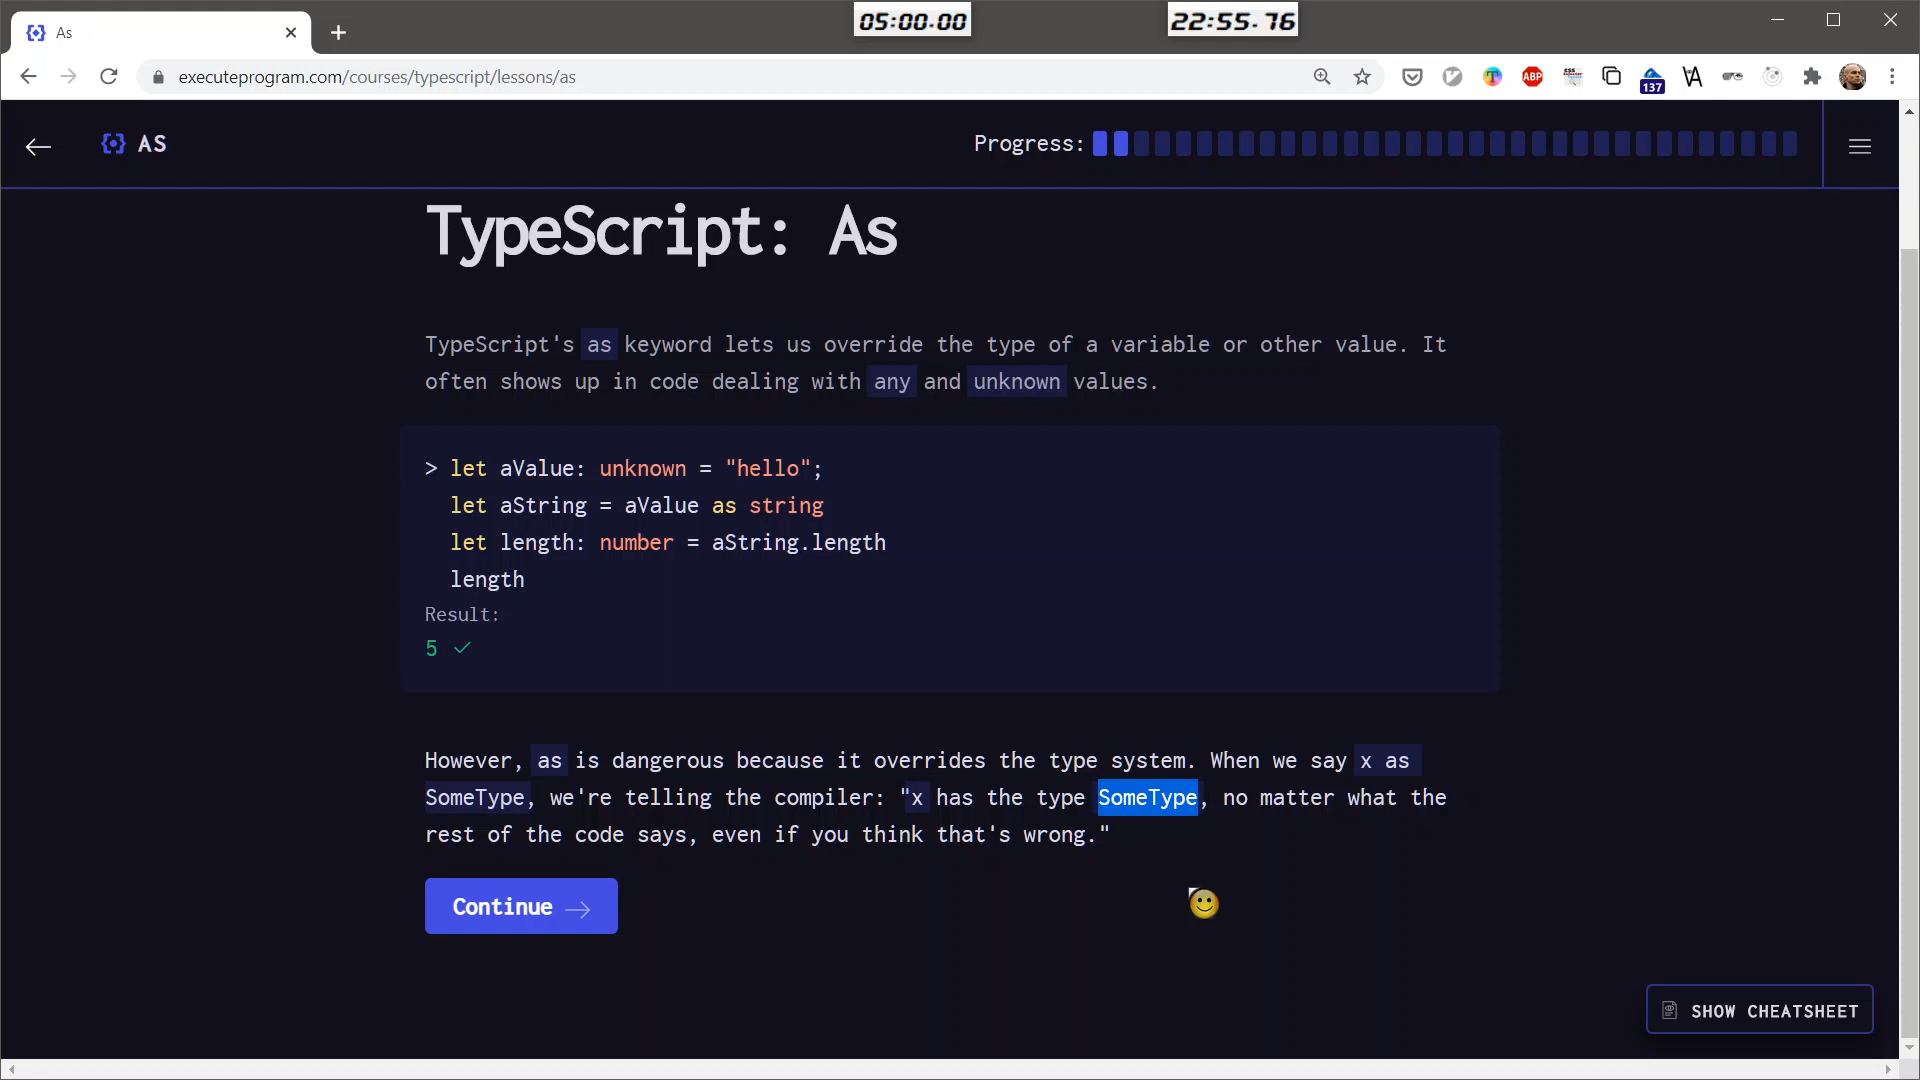 As
05:00.00
22:55.76
executeprogram.com/courses/typescript/lessons/as
ABP
137
AS
Progress:
TypeScript: As
TypeScript's as keyword lets us override the type of a variable or other value. It
often shows up in code dealing with any and unknown values.
> let aValue: unknown = "hello";
let aString = aValue as string
let length: number = aString.length
length
Result:
5
However, as is dangerous because it overrides the type system. When we say x as
SomeType, we're telling the compiler: "x has the type SomeType, no matter what the
rest of the code says, even if you think that's wrong."
Continue
SHOW CHEATSHEET